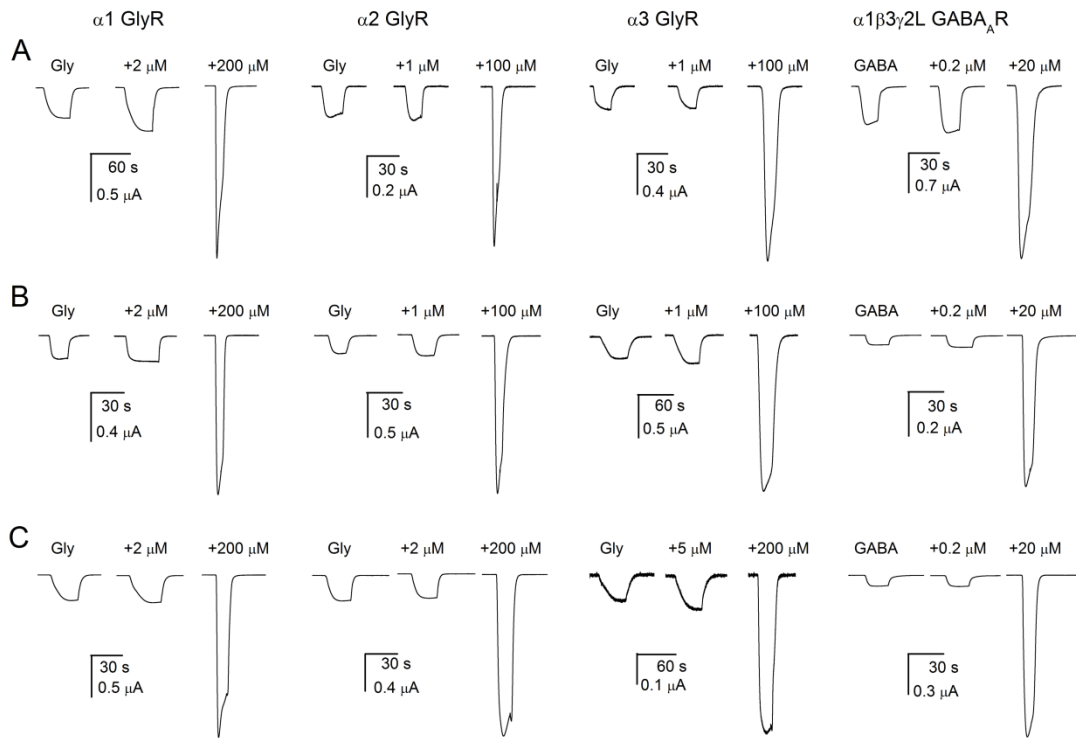 α1 GlyR α2 GlyR α3 GlyR α1β3γ2L GABA_AR
A
Gly +2 μM +200 μM Gly +1 μM +100 μM Gly +1 μM +100 μM GABA +0.2 μM +20 μM
60 s 30 s 30 s 30 s
0.5 μA 0.2 μA 0.4 μA 0.7 μA
B
Gly +2 μM +200 μM Gly +1 μM +100 μM Gly +1 μM +100 μM GABA +0.2 μM +20 μM
30 s 30 s 60 s 30 s
0.4 μA 0.5 μA 0.5 μA 0.2 μA
C
Gly +2 μM +200 μM Gly +2 μM +200 μM Gly +5 μM +200 μM GABA +0.2 μM +20 μM
30 s 30 s 60 s 30 s
0.5 μA 0.4 μA 0.1 μA 0.3 μA